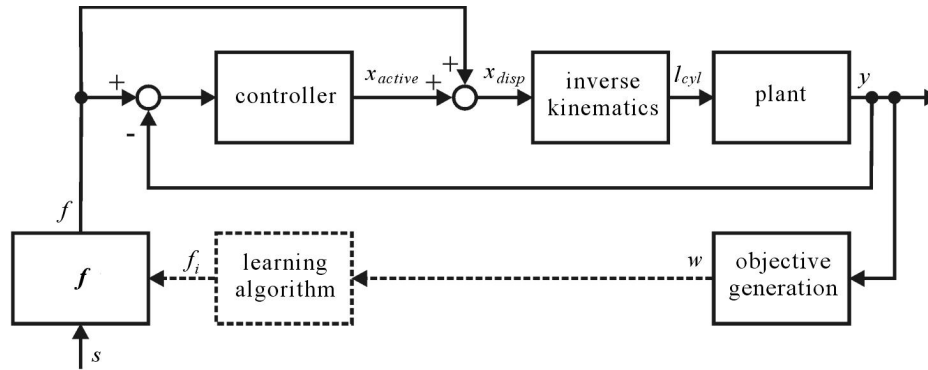 +
-
controller
x_active
+
+
x_disp
inverse
kinematics
l_cyl
plant
y
f
f
f_i
learning
algorithm
w
objective
generation
s